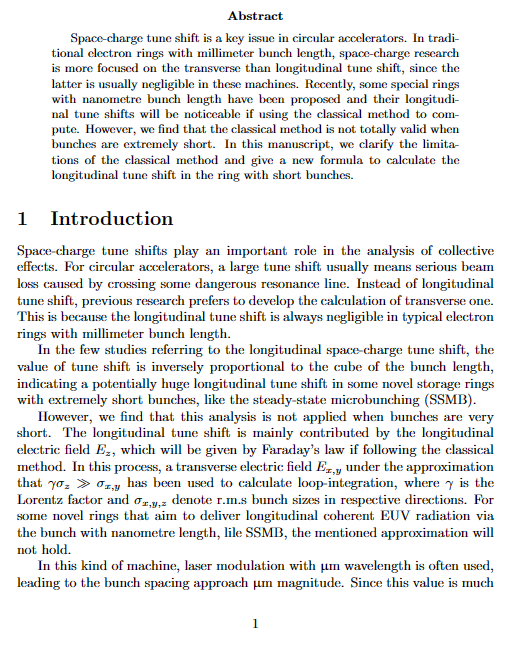 Abstract
Space-charge tune shift is a key issue in circular accelerators. In tradi-
tional electron rings with millimeter bunch length, space-charge research
is more focused on the transverse than longitudinal tune shift, since the
latter is usually negligible in these machines. Recently, some special rings
with nanometre bunch length have been proposed and their longitudi-
nal tune shifts will be noticeable if using the classical method to com-
pute. However, we find that the classical method is not totally valid when
bunches are extremely short. In this manuscript, we clarify the limita-
tions of the classical method and give a new formula to calculate the
longitudinal tune shift in the ring with short bunches.
1 Introduction
Space-charge tune shifts play an important role in the analysis of collective
effects. For circular accelerators, a large tune shift usually means serious beam
loss caused by crossing some dangerous resonance line. Instead of longitudinal
tune shift, previous research prefers to develop the calculation of transverse one.
This is because the longitudinal tune shift is always negligible in typical electron
rings with millimeter bunch length.
In the few studies referring to the longitudinal space-charge tune shift, the
value of tune shift is inversely proportional to the cube of the bunch length,
indicating a potentially huge longitudinal tune shift in some novel storage rings
with extremely short bunches, like the steady-state microbunching (SSMB).
However, we find that this analysis is not applied when bunches are very
short. The longitudinal tune shift is mainly contributed by the longitudinal
electric field E_z, which will be given by Faraday's law if following the classical
method. In this process, a transverse electric field E_{x,y} under the approximation
that γσ_z ≫ σ_{x,y} has been used to calculate loop-integration, where γ is the
Lorentz factor and σ_{x,y,z} denote r.m.s bunch sizes in respective directions. For
some novel rings that aim to deliver longitudinal coherent EUV radiation via
the bunch with nanometre length, lile SSMB, the mentioned approximation will
not hold.
In this kind of machine, laser modulation with μm wavelength is often used,
leading to the bunch spacing approach μm magnitude. Since this value is much
1